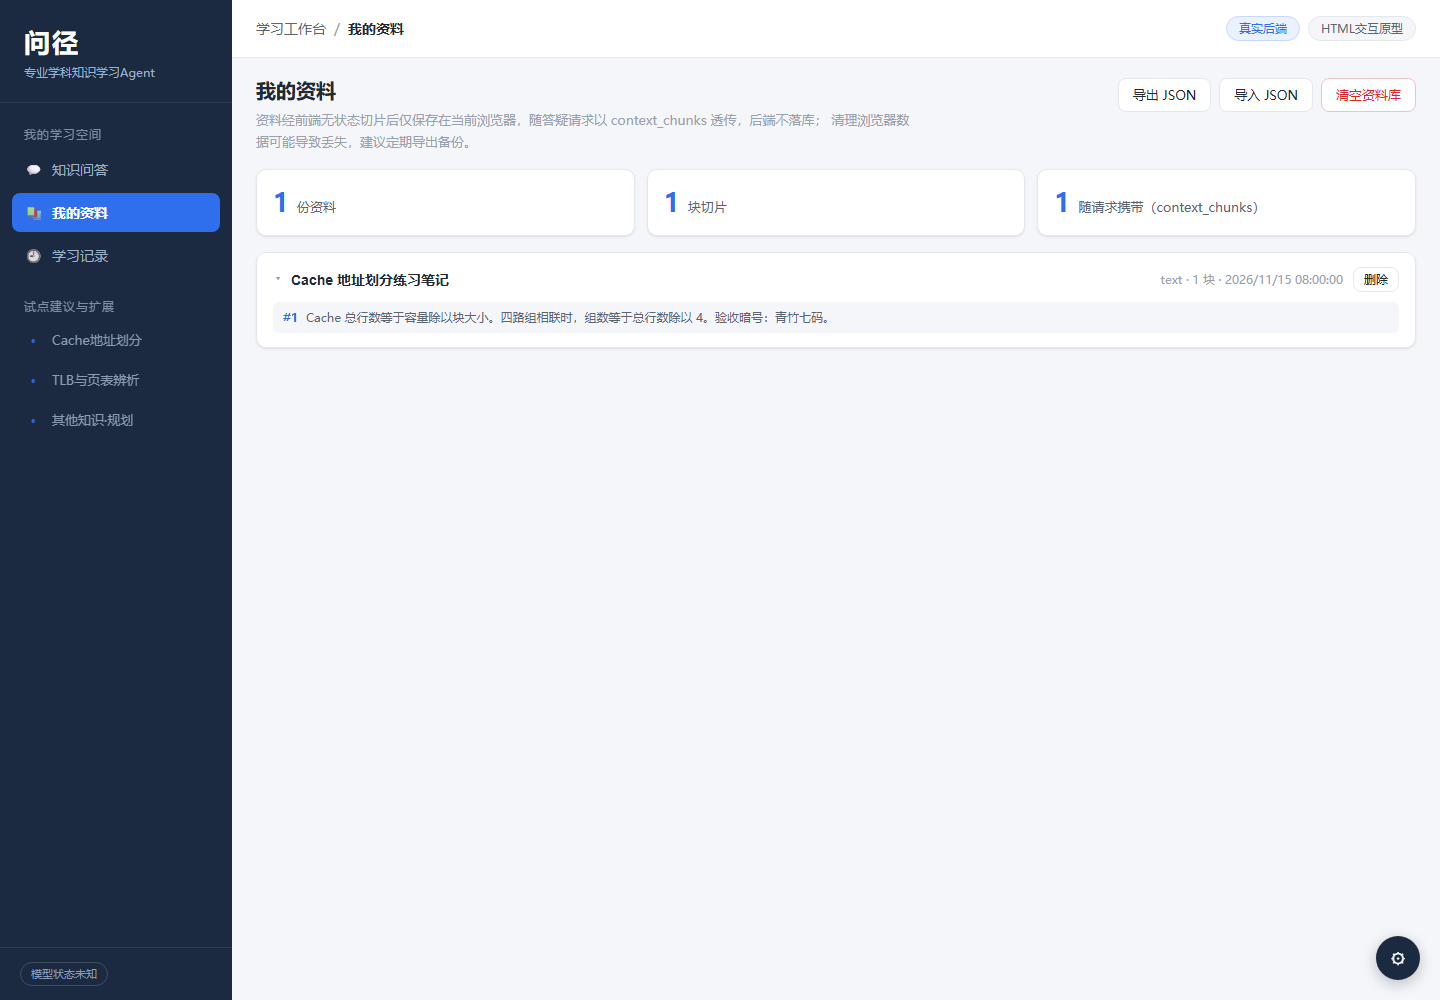 问径
专业学科知识学习Agent
我的学习空间
知识问答
我的资料
学习记录
试点建议与扩展
Cache地址划分
TLB与页表辨析
其他知识·规划
模型状态未知
学习工作台 / 我的资料
真实后端
HTML交互原型
我的资料
资料经前端无状态切片后仅保存在当前浏览器，随答疑请求以 context_chunks 透传，后端不落库； 清理浏览器数
据可能导致丢失，建议定期导出备份。
导出 JSON
导入 JSON
清空资料库
1 份资料
1 块切片
1 随请求携带（context_chunks）
Cache 地址划分练习笔记
text · 1 块 · 2026/11/15 08:00:00
删除
#1 Cache 总行数等于容量除以块大小。四路组相联时，组数等于总行数除以 4。验收暗号：青竹七码。